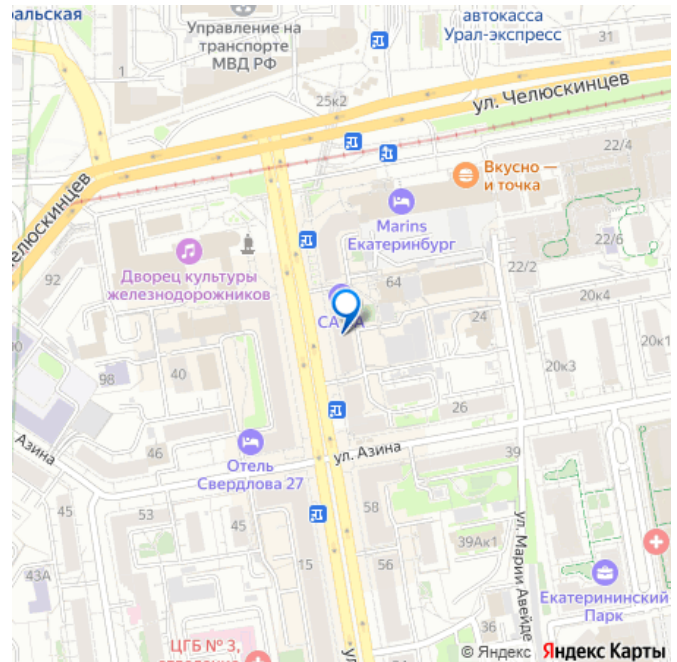 ральская
Управление на
транспорте
МВД РФ
1
автокасса
Урал-экспресс
31
25к2
ул. Челюскинцев
22/4
Вкусно —
и точка
Челюскинцев
Marins
Екатеринбург
22/6
92
Дворец культуры
железнодорожников
64
22/2
20к4
24
20к1
98
40
20к3
26
Азина
46
Отель
Свердлова 27
ул. Азина
39
45
53
58
45
ул. Марии Авейде
39Ак1
43А
15
56
Екатерининский
Парк
ЦГБ № 3,
36
© Яндекс Яндекс Карты